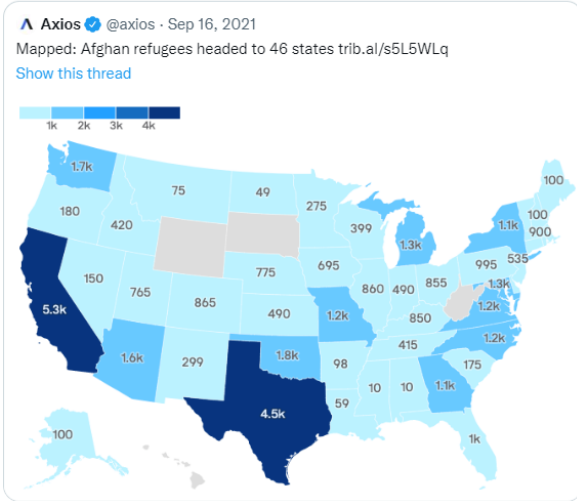 Axios @axios · Sep 16, 2021
Mapped: Afghan refugees headed to 46 states trib.al/s5L5WLq
Show this thread
1k 2k 3k 4k
1.7k
75
49
275
100
180
420
399
1.3k
1.1k
100
900
150
765
775
695
995
535
5.3k
865
860
490
855
1.3k
1.2k
490
1.2k
850
1.2k
1.6k
299
1.8k
98
415
175
4.5k
59
10
10
1.1k
100
1k